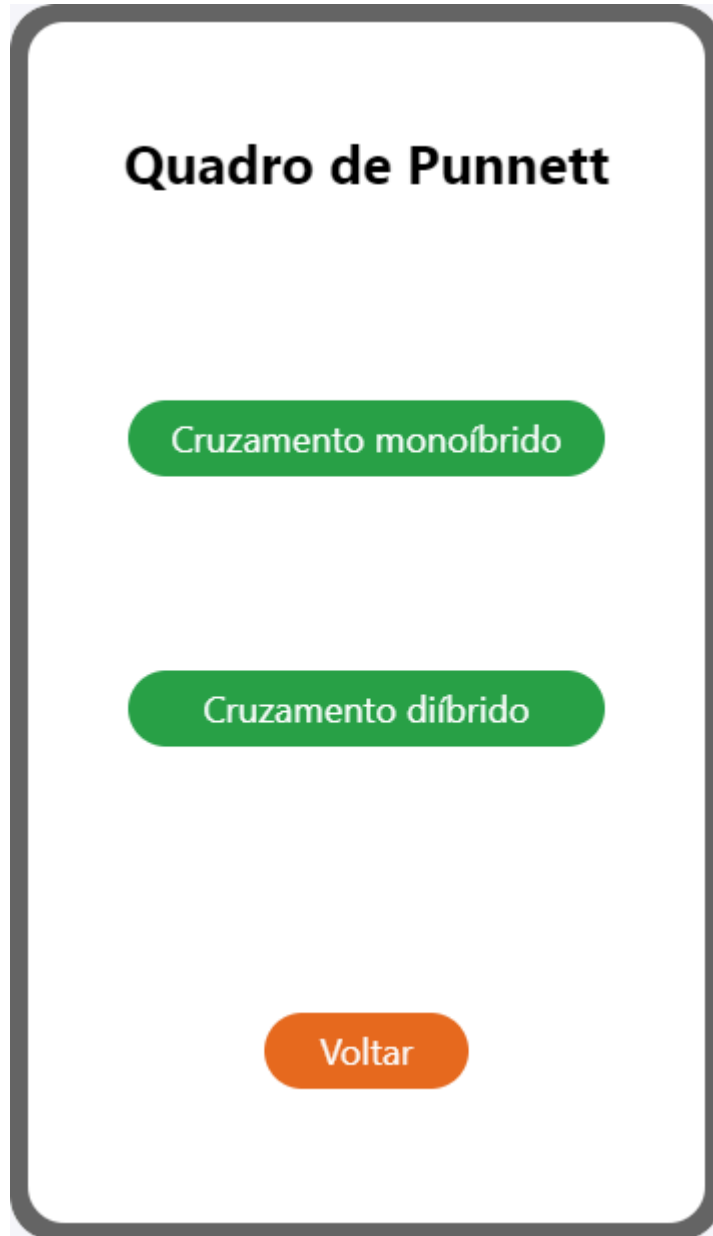 Quadro de Punnett
Cruzamento monoíbrido
Cruzamento diíbrido
Voltar